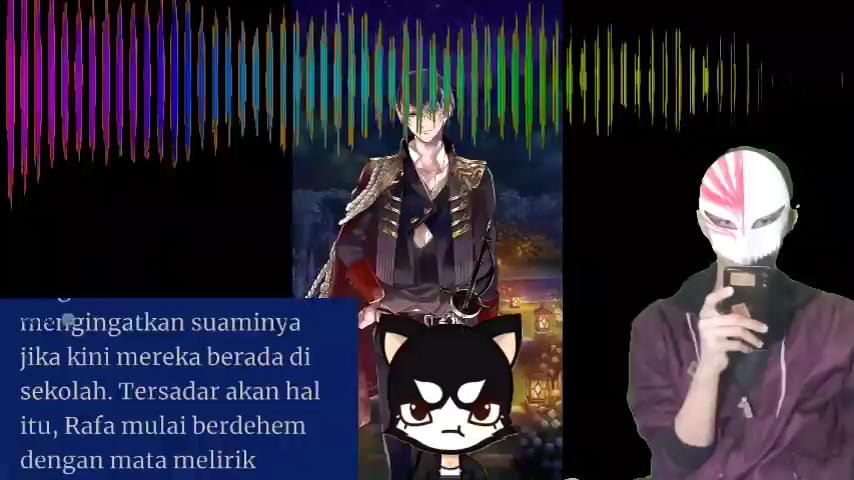 mengingatkan suaminya
jika kini mereka berada di
sekolah. Tersadar akan hal
itu, Rafa mulai berdehem
dengan mata melirik